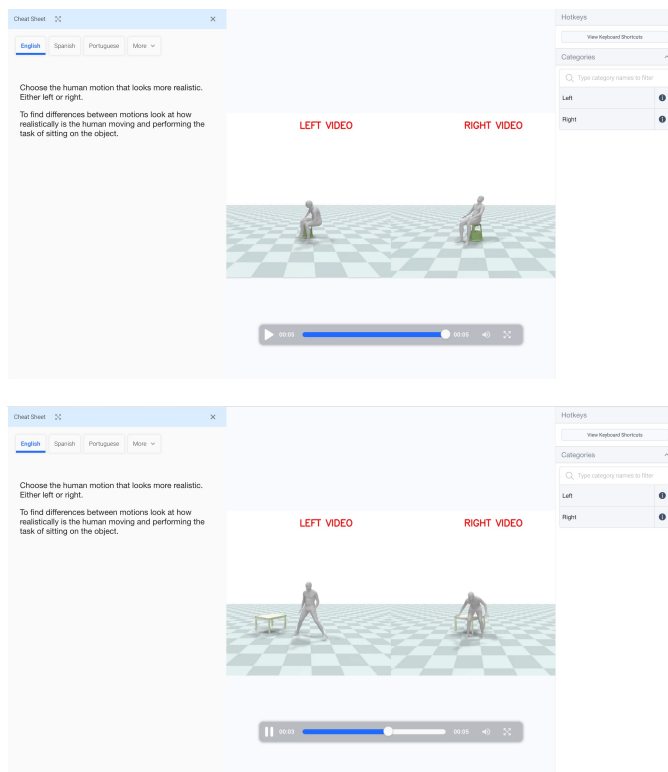 Cheat Sheet
Hotkeys
View Keyboard Shortcuts
English Spanish Portuguese More
Categories
Type category names to filter
Choose the human motion that looks more realistic.
Either left or right.
To find differences between motions look at how
realistically is the human moving and performing the
task of sitting on the object.
Left
Right
LEFT VIDEO RIGHT VIDEO
00:05 00:05
Cheat Sheet
Hotkeys
View Keyboard Shortcuts
English Spanish Portuguese More
Categories
Type category names to filter
Choose the human motion that looks more realistic.
Either left or right.
To find differences between motions look at how
realistically is the human moving and performing the
task of sitting on the object.
Left
Right
LEFT VIDEO RIGHT VIDEO
00:03 00:05